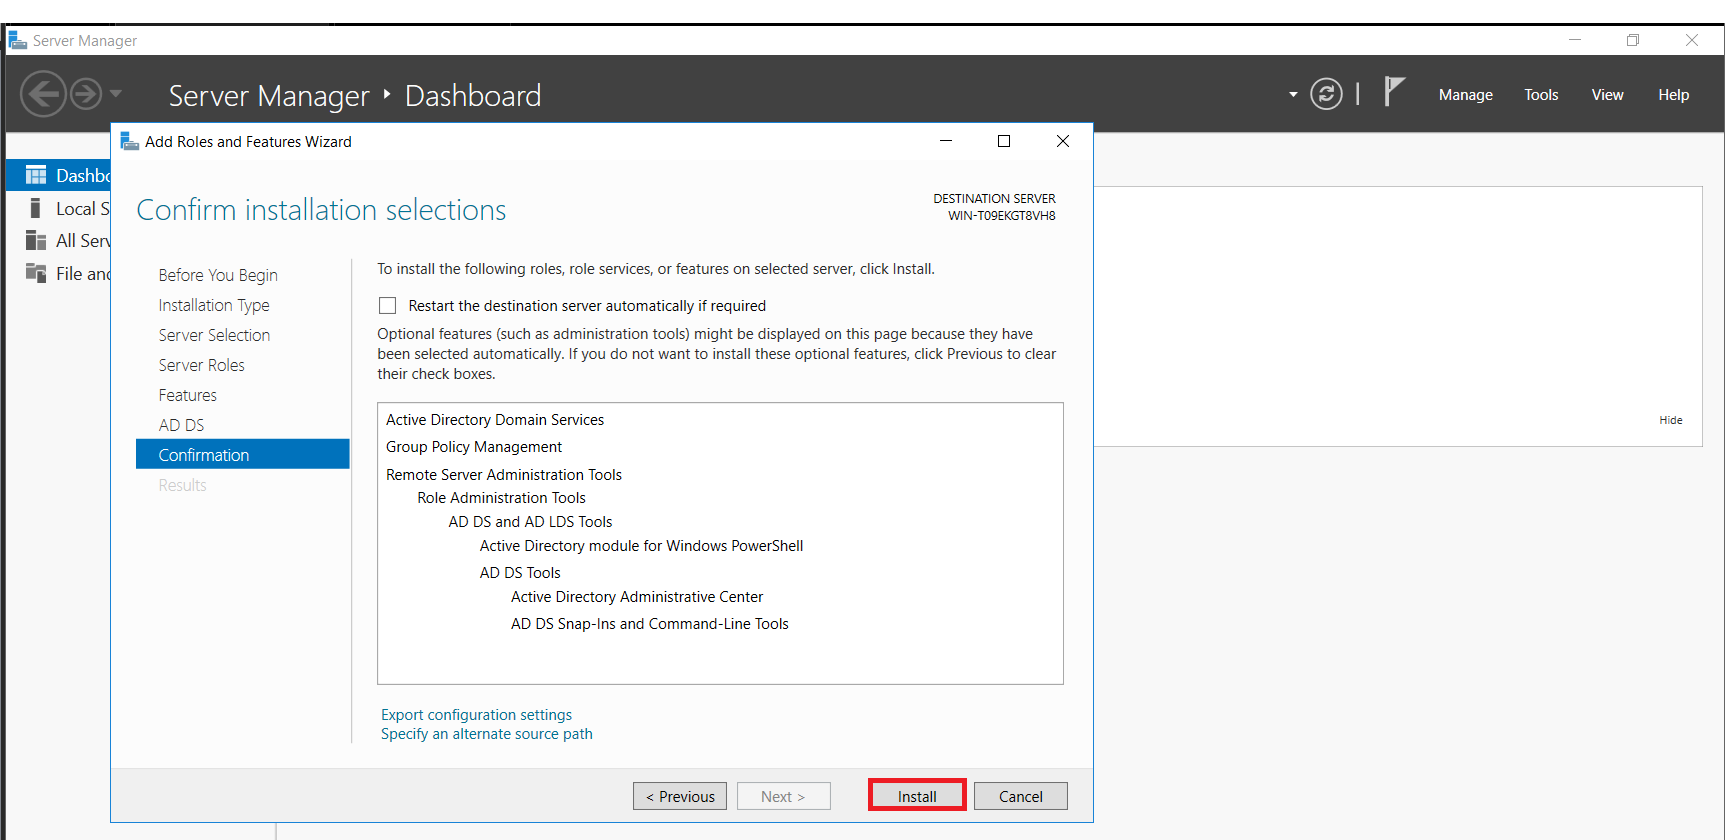 Server Manager
Server Manager Dashboard
Manage Tools View Help
Add Roles and Features Wizard
Dashbo
Local S
All Serv
File and
Confirm installation selections
DESTINATION SERVER
WIN-T09EKGT8VH8
Before You Begin
Installation Type
Server Selection
Server Roles
Features
AD DS
Confirmation
Results
To install the following roles, role services, or features on selected server, click Install.
Restart the destination server automatically if required
Optional features (such as administration tools) might be displayed on this page because they have
been selected automatically. If you do not want to install these optional features, click Previous to clear
their check boxes.
Active Directory Domain Services
Group Policy Management
Remote Server Administration Tools
Role Administration Tools
AD DS and AD LDS Tools
Active Directory module for Windows PowerShell
AD DS Tools
Active Directory Administrative Center
AD DS Snap-Ins and Command-Line Tools
Export configuration settings
Specify an alternate source path
Hide
< Previous Next > Install Cancel